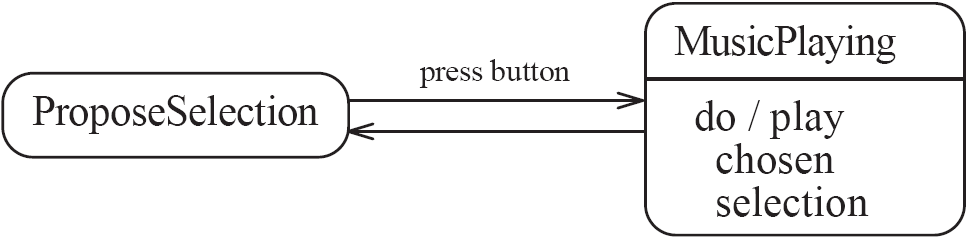 ProposeSelection
press button
MusicPlaying
do / play
chosen
selection